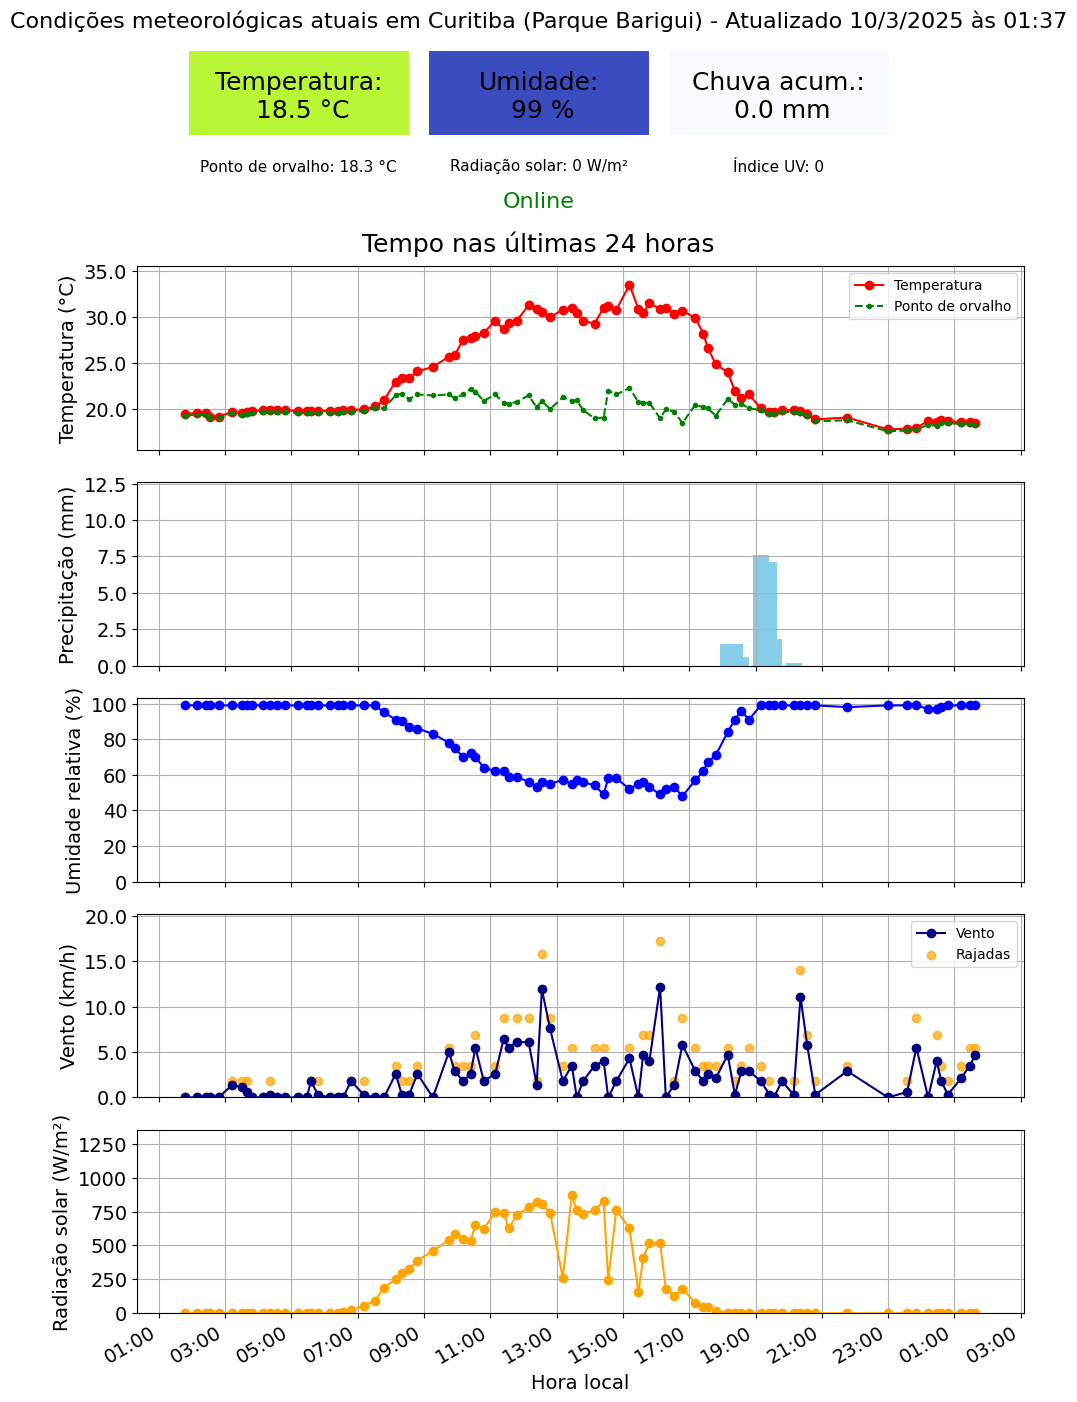 Condições meteorológicas atuais em Curitiba (Parque Barigui) - Atualizado 10/3/2025 às 01:37
Temperatura:
18.5 °C
Umidade:
99 %
Chuva acum.:
0.0 mm
Ponto de orvalho: 18.3 °C
Radiação solar: 0 W/m²
Índice UV: 0
Online
Tempo nas últimas 24 horas
Temperatura (°C)
35.0
30.0
25.0
20.0
Temperatura
Ponto de orvalho
Precipitação (mm)
12.5
10.0
7.5
5.0
2.5
0.0
Umidade relativa (%)
100
80
60
40
20
0
Vento (km/h)
20.0
15.0
10.0
5.0
0.0
Vento
Rajadas
Radiação solar (W/m²)
1250
1000
750
500
250
0
01:00
03:00
05:00
07:00
09:00
11:00
13:00
15:00
17:00
19:00
21:00
23:00
01:00
03:00
Hora local